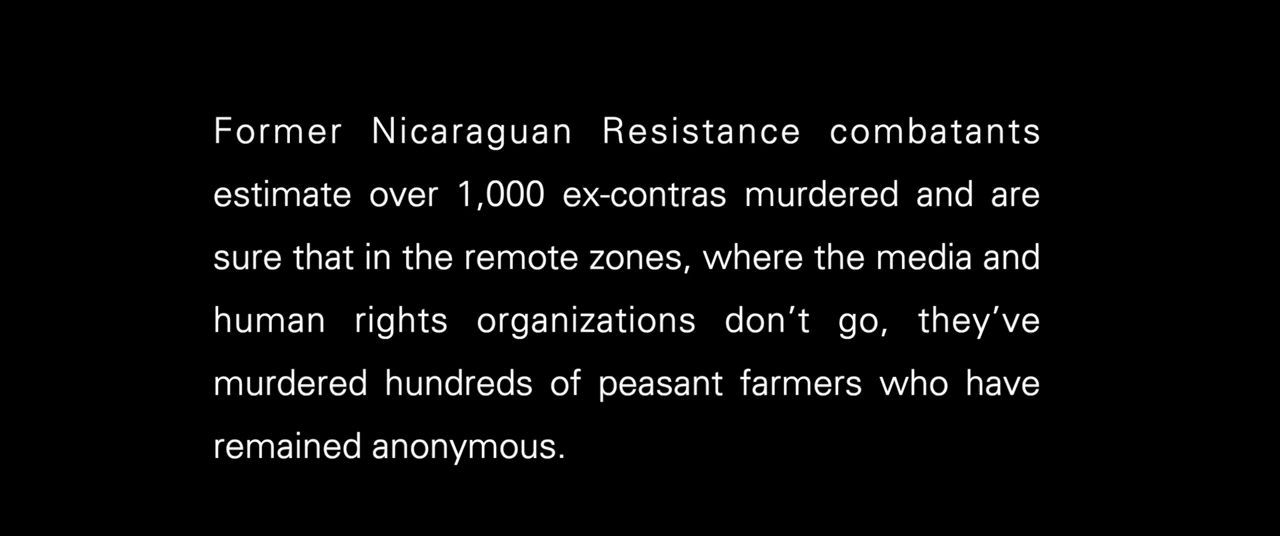 Former Nicaraguan Resistance combatants
estimate over 1,000 ex-contras murdered and are
sure that in the remote zones, where the media and
human rights organizations don’t go, they’ve
murdered hundreds of peasant farmers who have
remained anonymous.